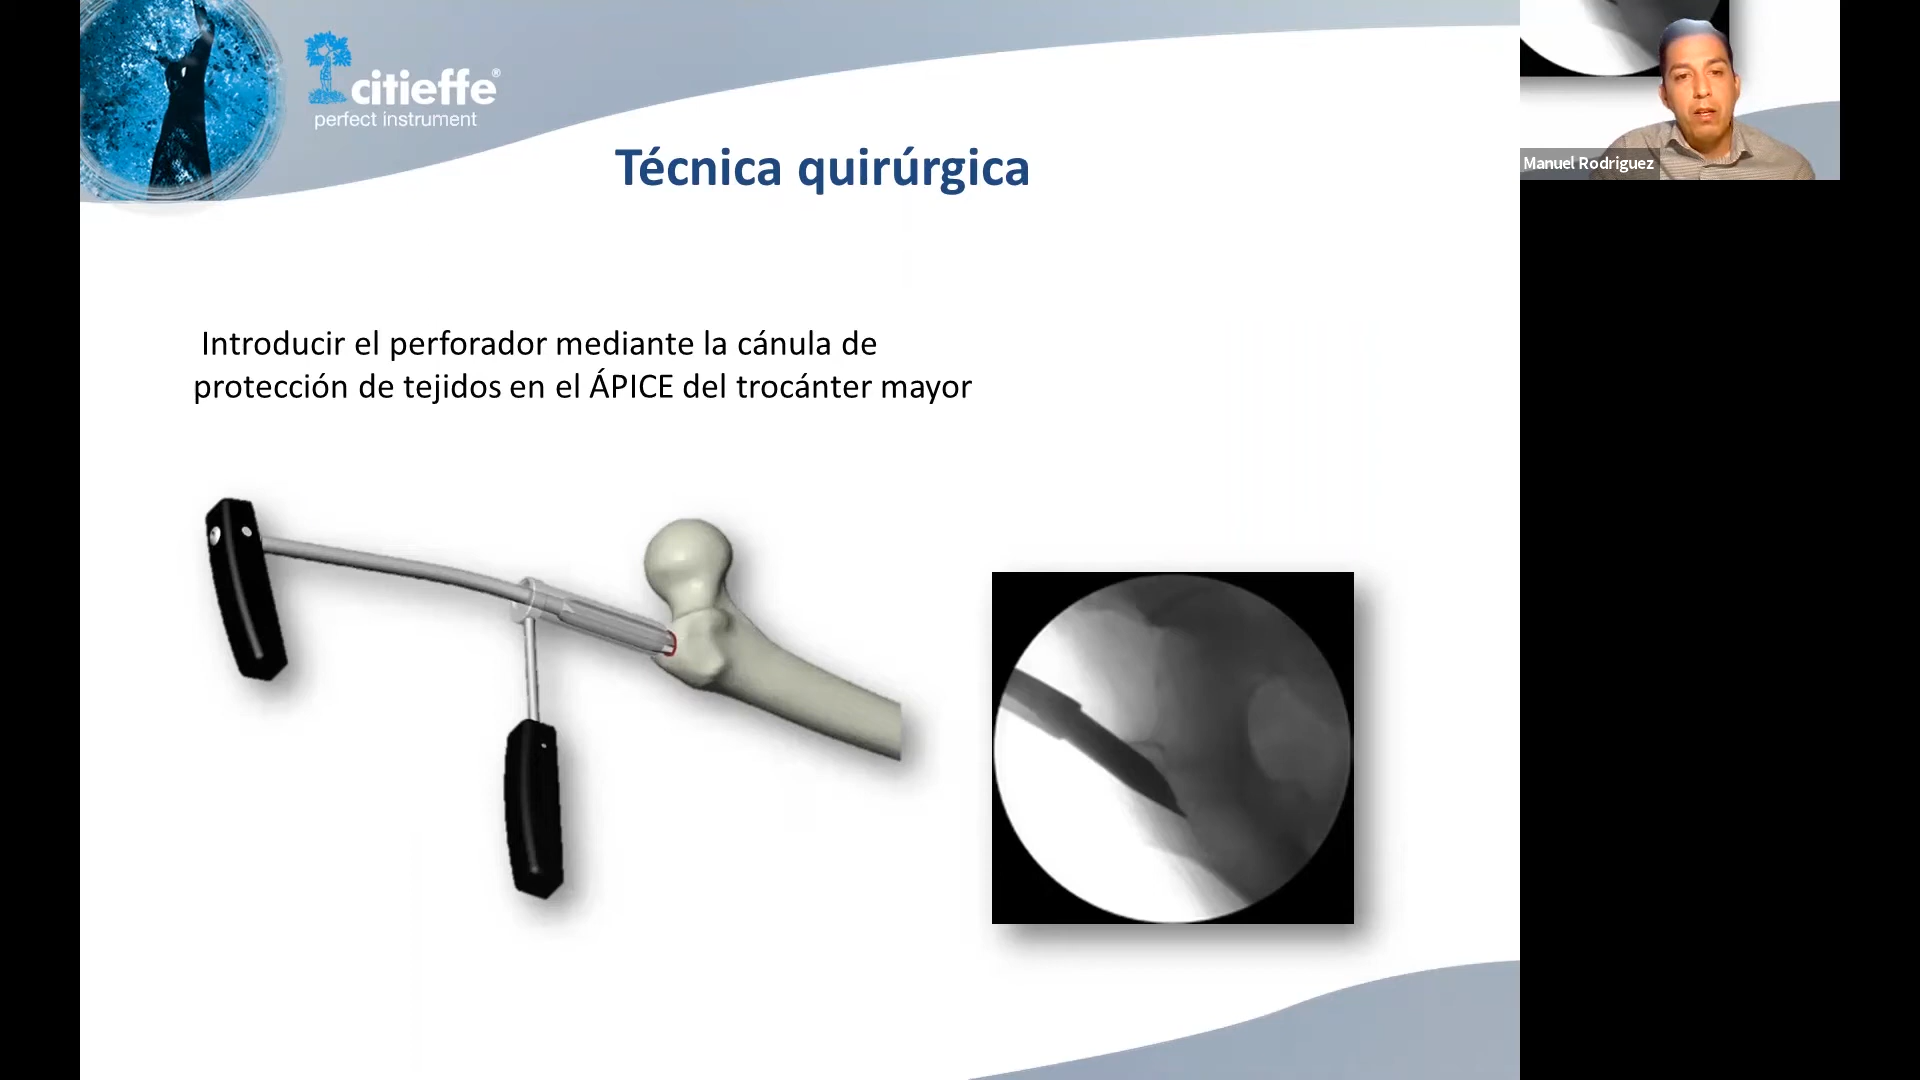 citieffe®
perfect instrument
Técnica quirúrgica
Manuel Rodriguez
Introducir el perforador mediante la cánula de
protección de tejidos en el ÁPICE del trocánter mayor